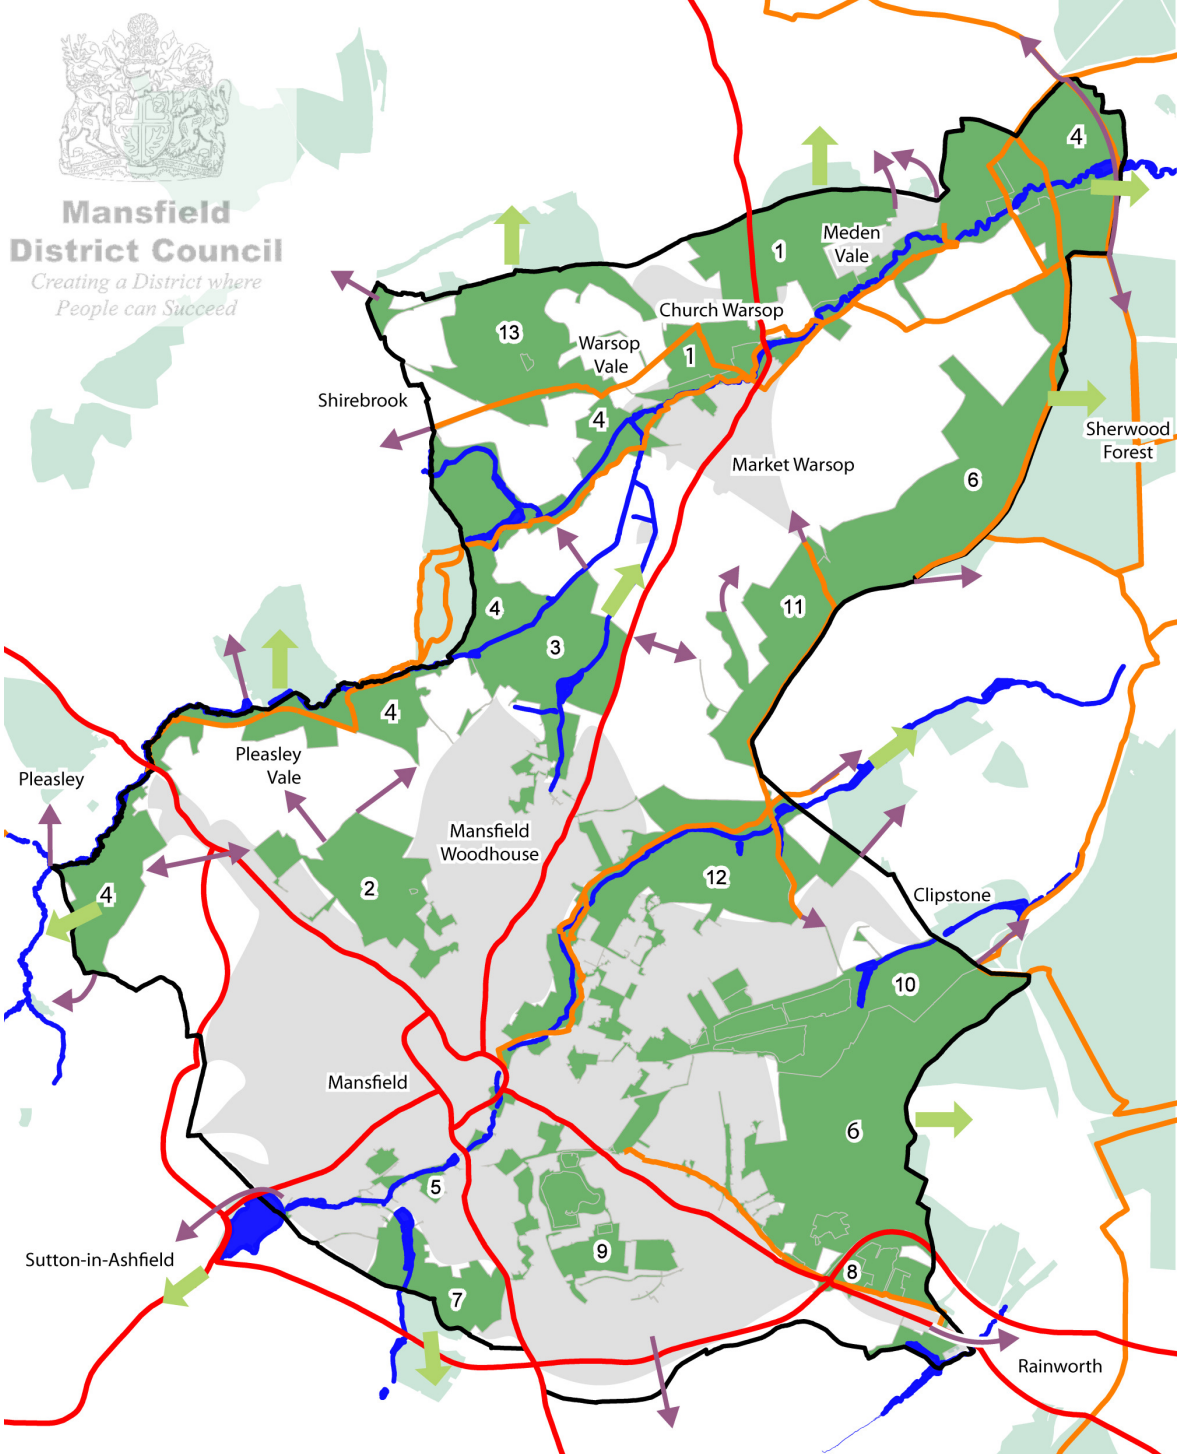 Mansfield
District Council
Creating a District where
People can Succeed
4
1
Meden
Vale
13
Church Warsop
Warsop
Vale
1
Shirebrook
4
Sherwood
Forest
Market Warsop
6
4
11
3
4
Pleasley
Vale
Pleasley
Mansfield
Woodhouse
4
2
12
Clipstone
10
Mansfield
6
5
Sutton-in-Ashfield
9
8
7
Rainworth